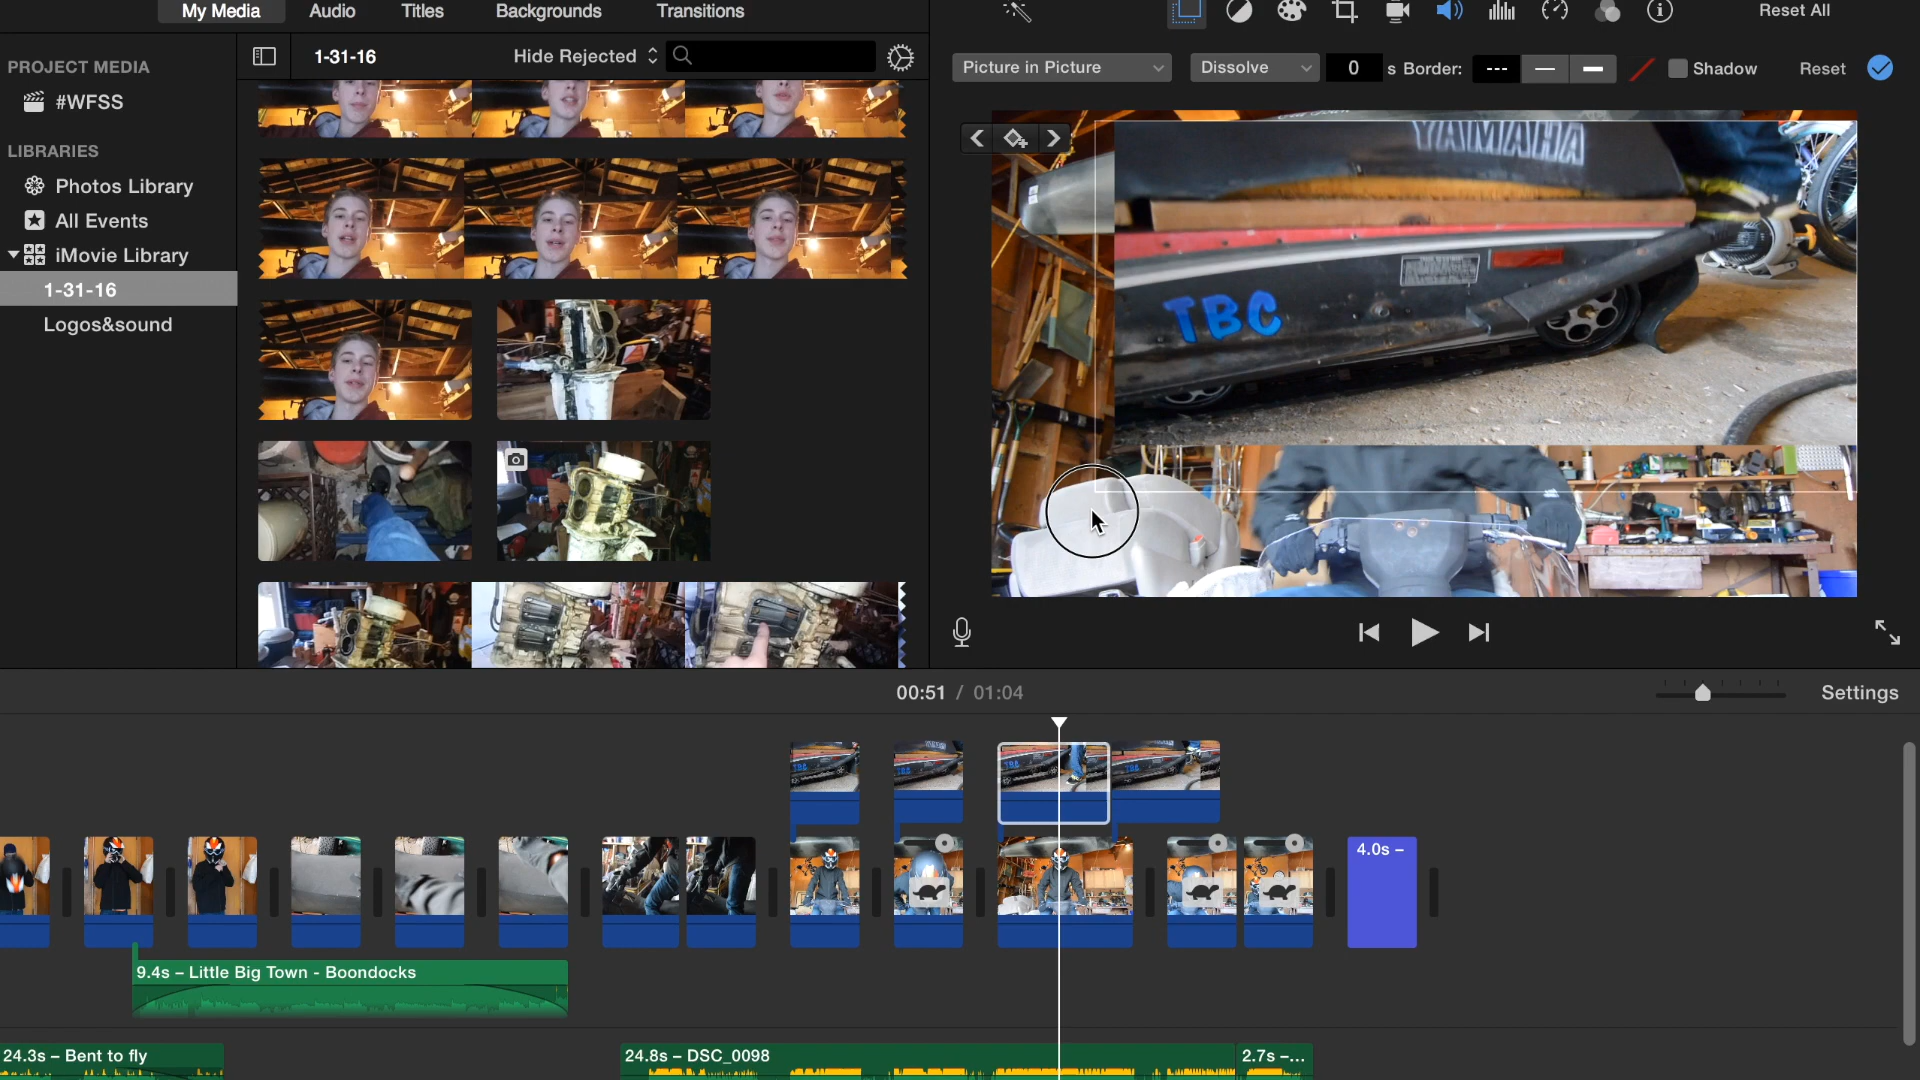 My Media
Audio
Titles
Backgrounds
Transitions
Reset All
PROJECT MEDIA
#WFSS
LIBRARIES
Photos Library
All Events
iMovie Library
1-31-16
Logos&sound
1-31-16
Hide Rejected
Picture in Picture
Dissolve
0
s Border:
Shadow
Reset
YAMAHA
TBC
00:51 / 01:04
Settings
4.0s –
9.4s – Little Big Town - Boondocks
24.3s – Bent to fly
24.8s – DSC_0098
2.7s –...